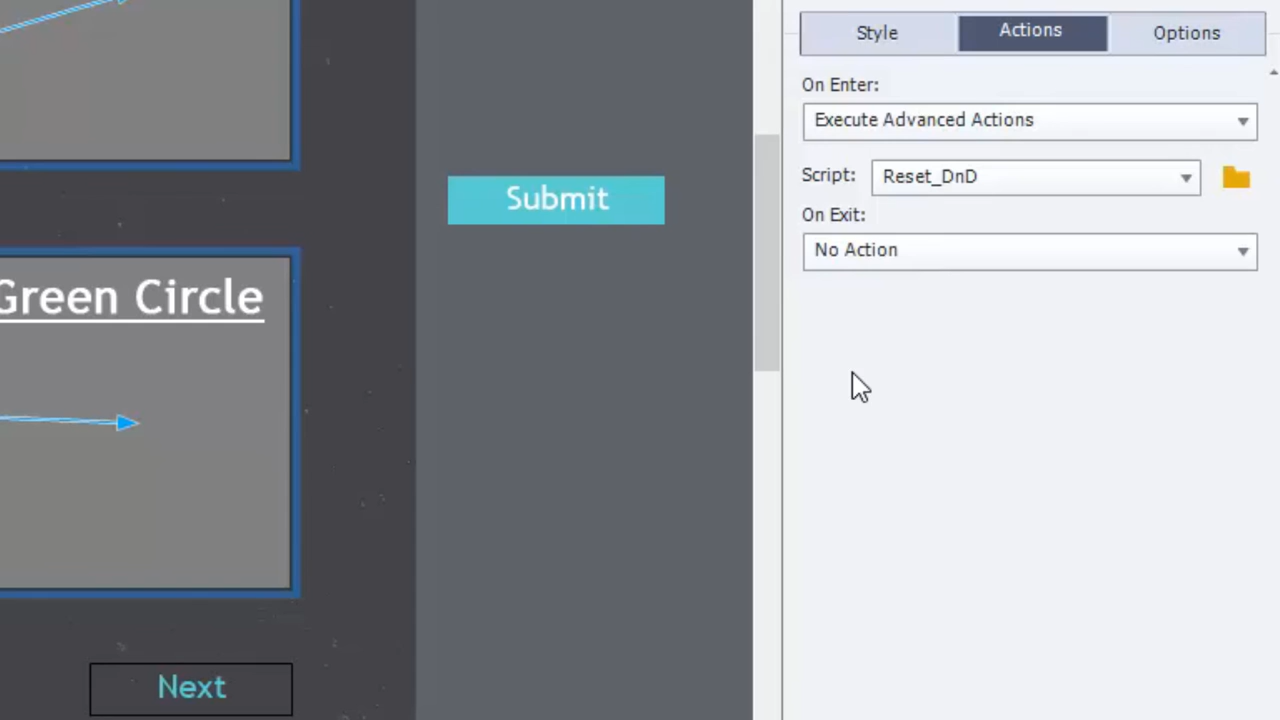 Style
Actions
Options
On Enter:
Execute Advanced Actions
Script:
Reset_DnD
On Exit:
No Action
Submit
Green Circle
Next